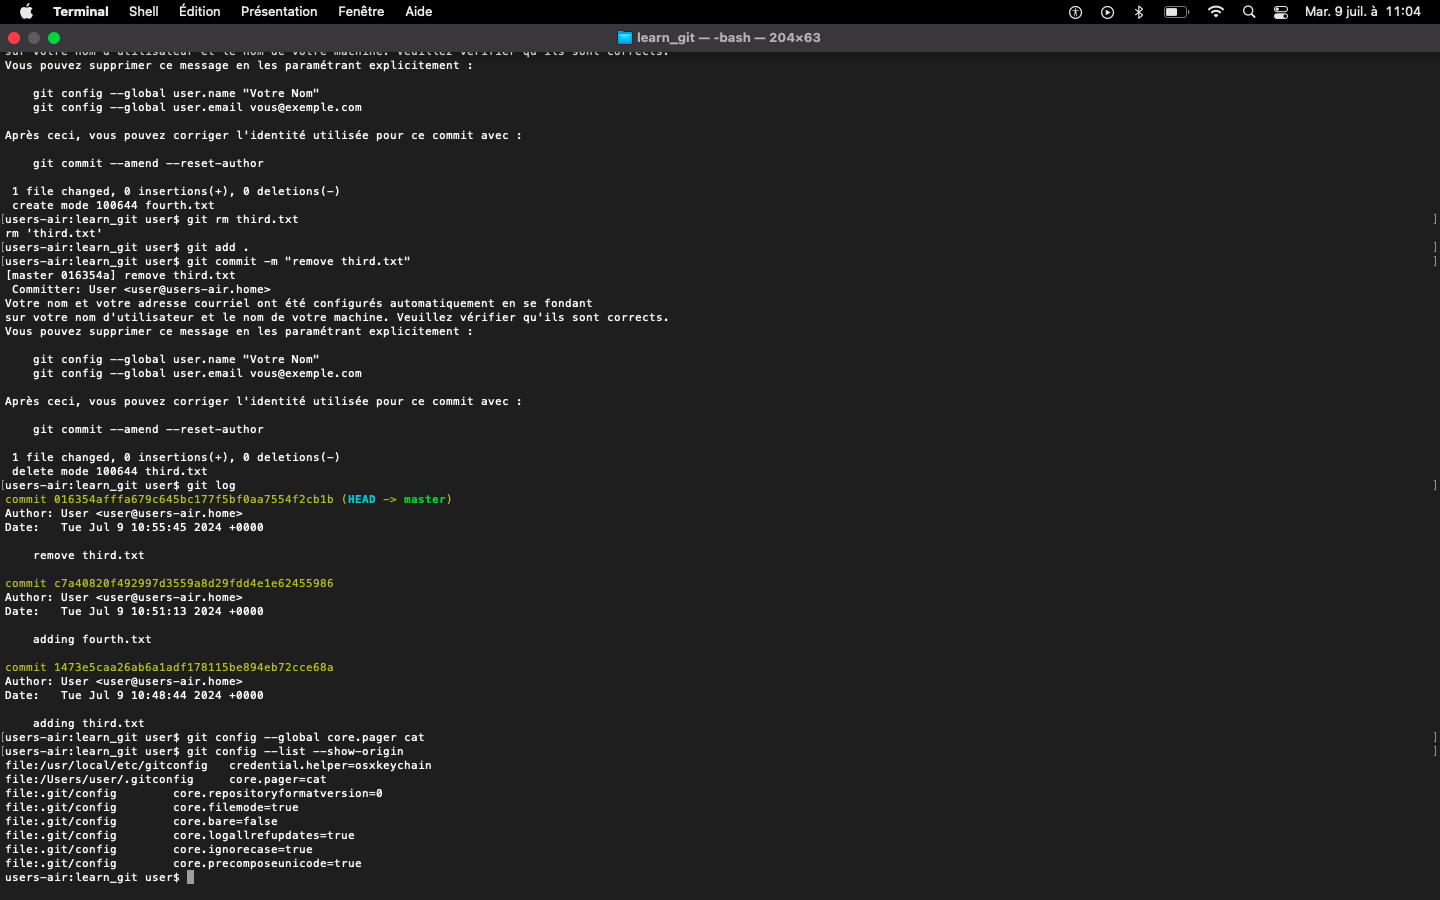 Terminal Shell Édition Présentation Fenêtre Aide Mar. 9 juil. à 11:04
learn_git — -bash — 204×63
sur votre nom d'utilisateur et le nom de votre machine. Veuillez vérifier qu'ils sont corrects.
Vous pouvez supprimer ce message en les paramétrant explicitement :
git config --global user.name "Votre Nom"
git config --global user.email vous@exemple.com
Après ceci, vous pouvez corriger l'identité utilisée pour ce commit avec :
git commit --amend --reset-author
1 file changed, 0 insertions(+), 0 deletions(-)
create mode 100644 fourth.txt
[users-air:learn_git user$ git rm third.txt ]
rm 'third.txt'
[users-air:learn_git user$ git add . ]
[users-air:learn_git user$ git commit -m "remove third.txt" ]
[master 016354a] remove third.txt
Committer: User <user@users-air.home>
Votre nom et votre adresse courriel ont été configurés automatiquement en se fondant
sur votre nom d'utilisateur et le nom de votre machine. Veuillez vérifier qu'ils sont corrects.
Vous pouvez supprimer ce message en les paramétrant explicitement :
git config --global user.name "Votre Nom"
git config --global user.email vous@exemple.com
Après ceci, vous pouvez corriger l'identité utilisée pour ce commit avec :
git commit --amend --reset-author
1 file changed, 0 insertions(+), 0 deletions(-)
delete mode 100644 third.txt
[users-air:learn_git user$ git log ]
commit 016354afffa679c645bc177f5bf0aa7554f2cb1b (HEAD -> master)
Author: User <user@users-air.home>
Date:   Tue Jul 9 10:55:45 2024 +0000
remove third.txt
commit c7a40820f492997d3559a8d29fdd4e1e62455986
Author: User <user@users-air.home>
Date:   Tue Jul 9 10:51:13 2024 +0000
adding fourth.txt
commit 1473e5caa26ab6a1adf178115be894eb72cce68a
Author: User <user@users-air.home>
Date:   Tue Jul 9 10:48:44 2024 +0000
adding third.txt
[users-air:learn_git user$ git config --global core.pager cat ]
[users-air:learn_git user$ git config --list --show-origin ]
file:/usr/local/etc/gitconfig   credential.helper=osxkeychain
file:/Users/user/.gitconfig     core.pager=cat
file:.git/config        core.repositoryformatversion=0
file:.git/config        core.filemode=true
file:.git/config        core.bare=false
file:.git/config        core.logallrefupdates=true
file:.git/config        core.ignorecase=true
file:.git/config        core.precomposeunicode=true
users-air:learn_git user$